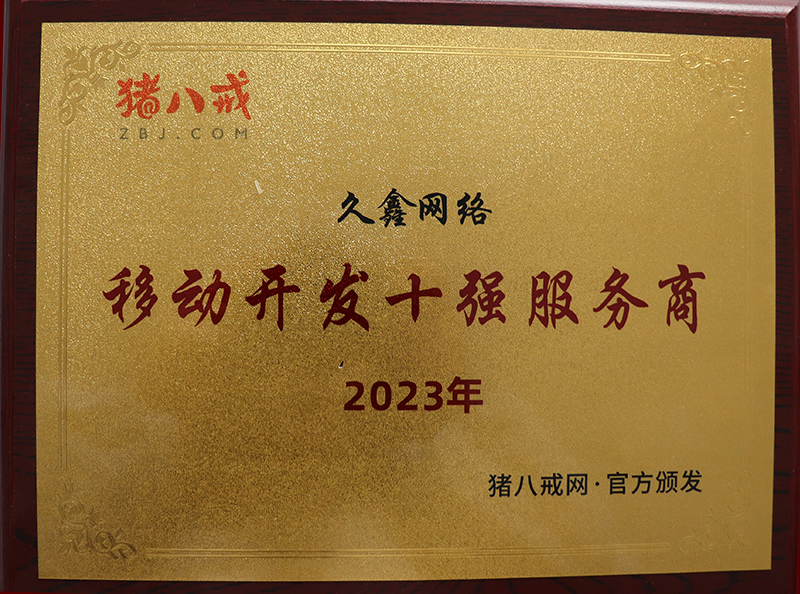 猪八戒
ZBJ.COM
久鑫网络
移动开发十强服务商
2023年
猪八戒网·官方颁发